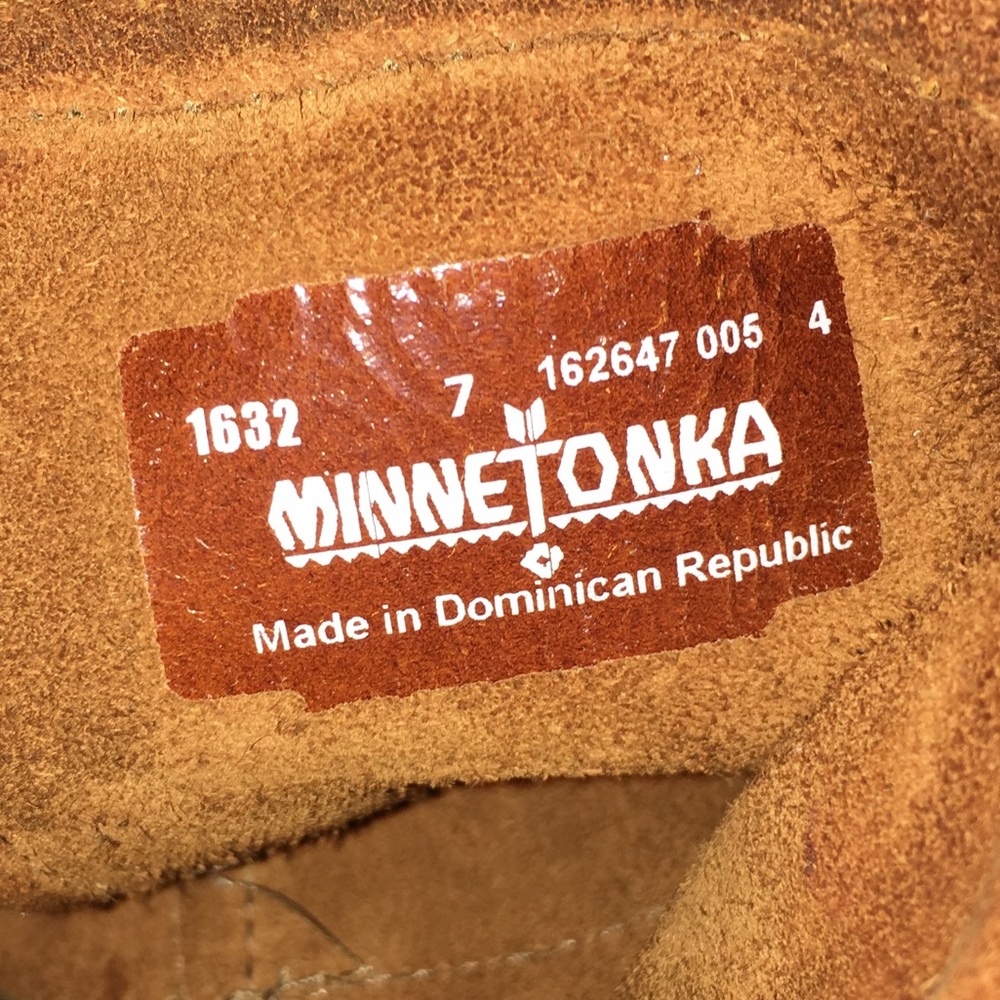 1632 7 162647 005 4
MINNETONKA
Made in Dominican Republic